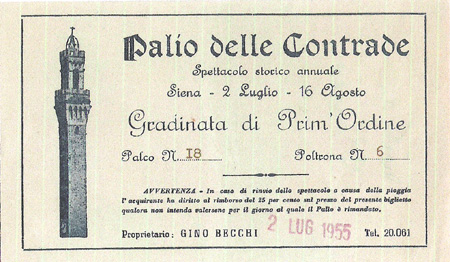 Palio delle Contrade
Spettacolo storico annuale
Siena - 2 Luglio - 16 Agosto
Gradinata di Prim'Ordine
Palco N. 18 Poltrona N. 6
AVVERTENZA - In caso di rinvio dello spettacolo a causa della pioggia
l'acquirente ha diritto al rimborso del 15 per cento sul prezzo del presente biglietto
qualora non intenda valersene per il giorno al quale il Palio è rimandato.
Proprietario: GINO BECCHI 2 LUG 1955 Tel. 20.061